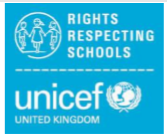 RIGHTS
RESPECTING
SCHOOLS
unicef
UNITED KINGDOM